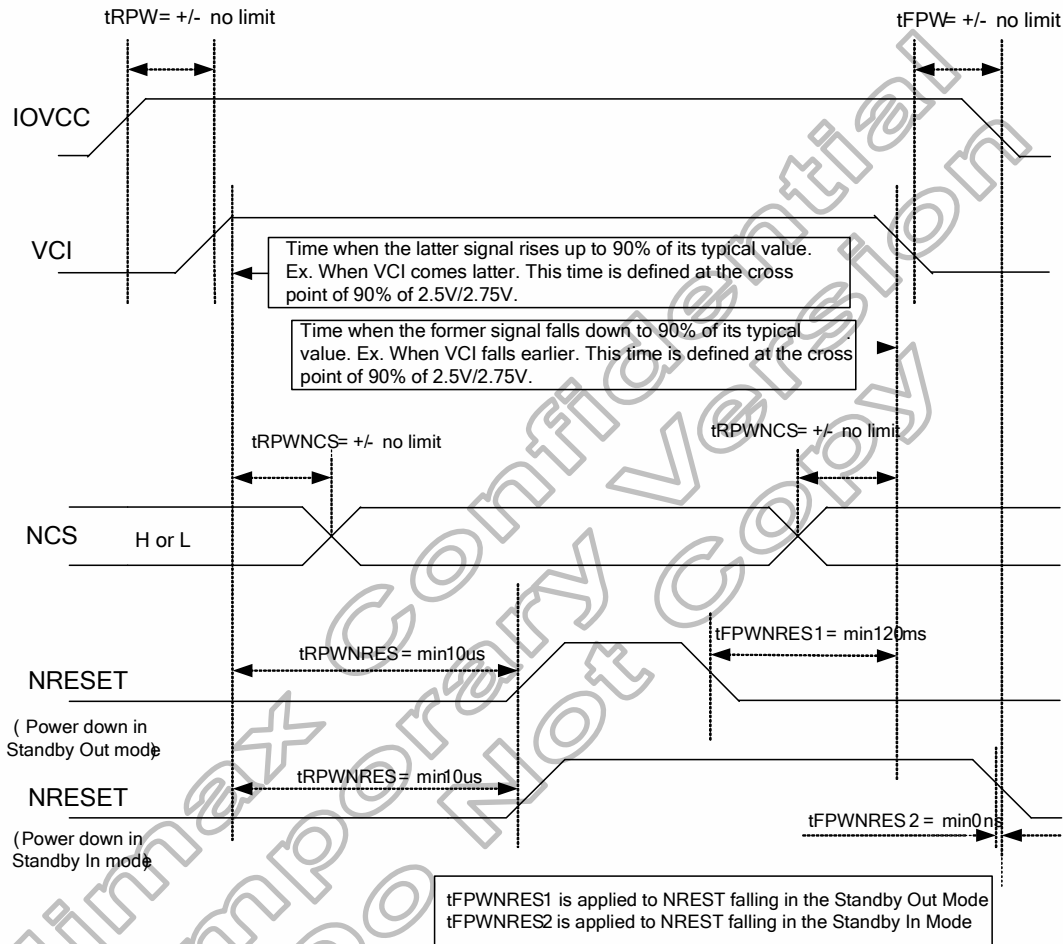 tRPW= +/- no limit
tFPW= +/- no limit
IOVCC
VCI
Time when the latter signal rises up to 90% of its typical value.
Ex. When VCI comes latter. This time is defined at the cross
point of 90% of 2.5V/2.75V.
Time when the former signal falls down to 90% of its typical
value. Ex. When VCI falls earlier. This time is defined at the cross
point of 90% of 2.5V/2.75V.
tRPWNCS= +/- no limit
tRPWNCS= +/- no limit
NCS
H or L
tFPWNRES1= min120ms
tRPWNRES= min10us
NRESET
( Power down in
Standby Out mode)
tRPWNRES= min10us
NRESET
(Power down in
Standby In mode)
tFPWNRES2 = min0ns
tFPWNRES1 is applied to NREST falling in the Standby Out Mode
tFPWNRES2 is applied to NREST falling in the Standby In Mode
Confidential
Version
Not Copy